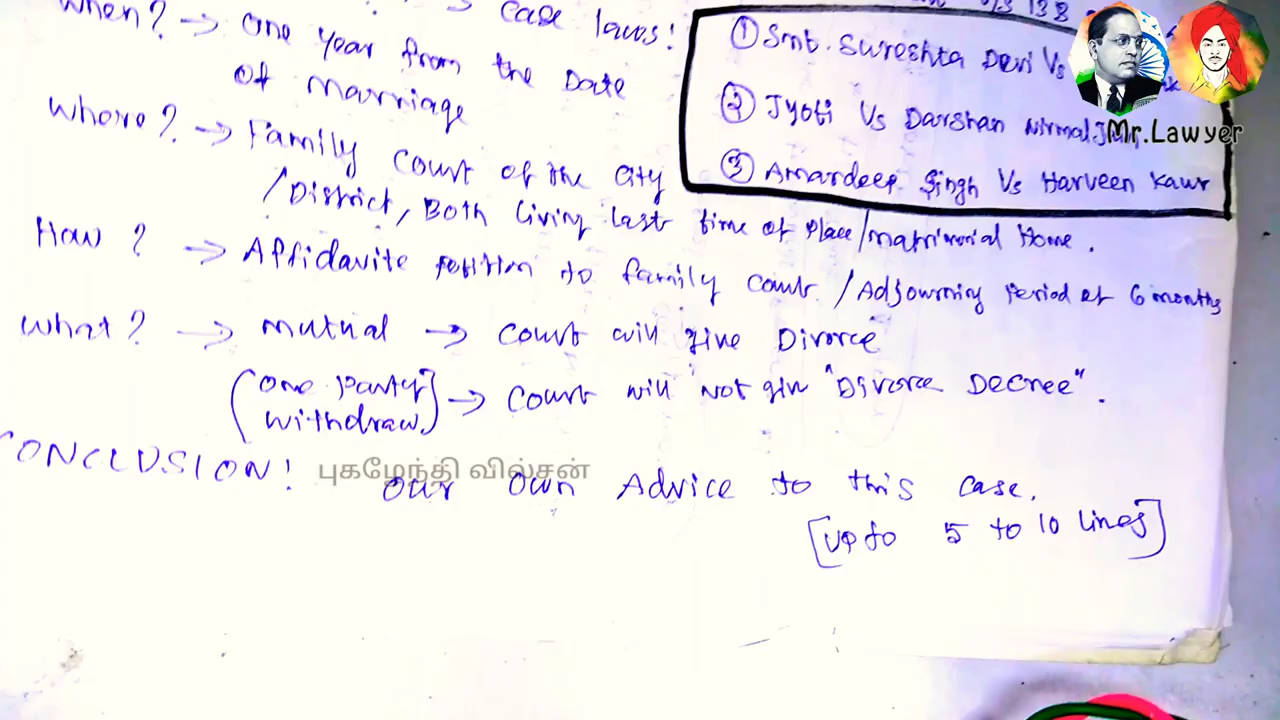 when? → one year from the Date
case laws!
U/S 13B
of marriage
① Smt. Sureshta Devi Vs
② Jyoti Vs Darshan Nirmal
③ Amardeep Singh Vs Harveen Kaur
Mr.Lawyer
where? → Family court of the city
/District, Both living last time of place/matrimonial Home.
How? → Affidavite petition to family court. /Adjourning period of 6 months
what? → mutual → court will give Divorce
(one party withdraw) → court will not giv "Divorce Decree".
CONCLUSION!
புகழேந்தி வில்சன்
our own Advice to this case.
[upto 5 to 10 lines]